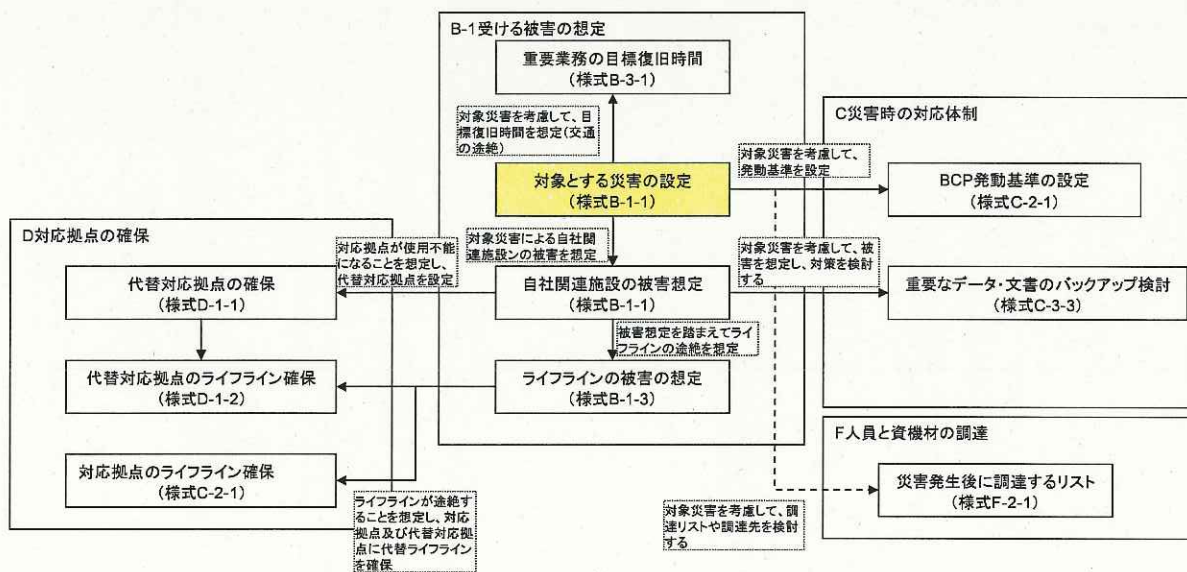 B-1受ける被害の想定
重要業務の目標復旧時間
(様式B-3-1)
対象災害を考慮して、目
標復旧時間を想定(交通
の途絶)
C災害時の対応体制
対象災害を考慮して、
発動基準を設定
対象とする災害の設定
(様式B-1-1)
BCP発動基準の設定
(様式C-2-1)
D対応拠点の確保
対応拠点が使用不能
になることを想定し、
代替対応拠点を設定
対象災害による自社関
連施設ンの被害を想定
対象災害を考慮して、被
害を想定し、対策を検討
する
代替対応拠点の確保
(様式D-1-1)
自社関連施設の被害想定
(様式B-1-1)
重要なデータ・文書のバックアップ検討
(様式C-3-3)
被害想定を踏まえてライ
フラインの途絶を想定
代替対応拠点のライフライン確保
(様式D-1-2)
ライフラインの被害の想定
(様式B-1-3)
F人員と資機材の調達
対応拠点のライフライン確保
(様式C-2-1)
災害発生後に調達するリスト
(様式F-2-1)
ライフラインが途絶す
ることを想定し、対応
拠点及び代替対応拠
点に代替ライフライン
を確保
対象災害を考慮して、調
達リストや調達先を検討
する